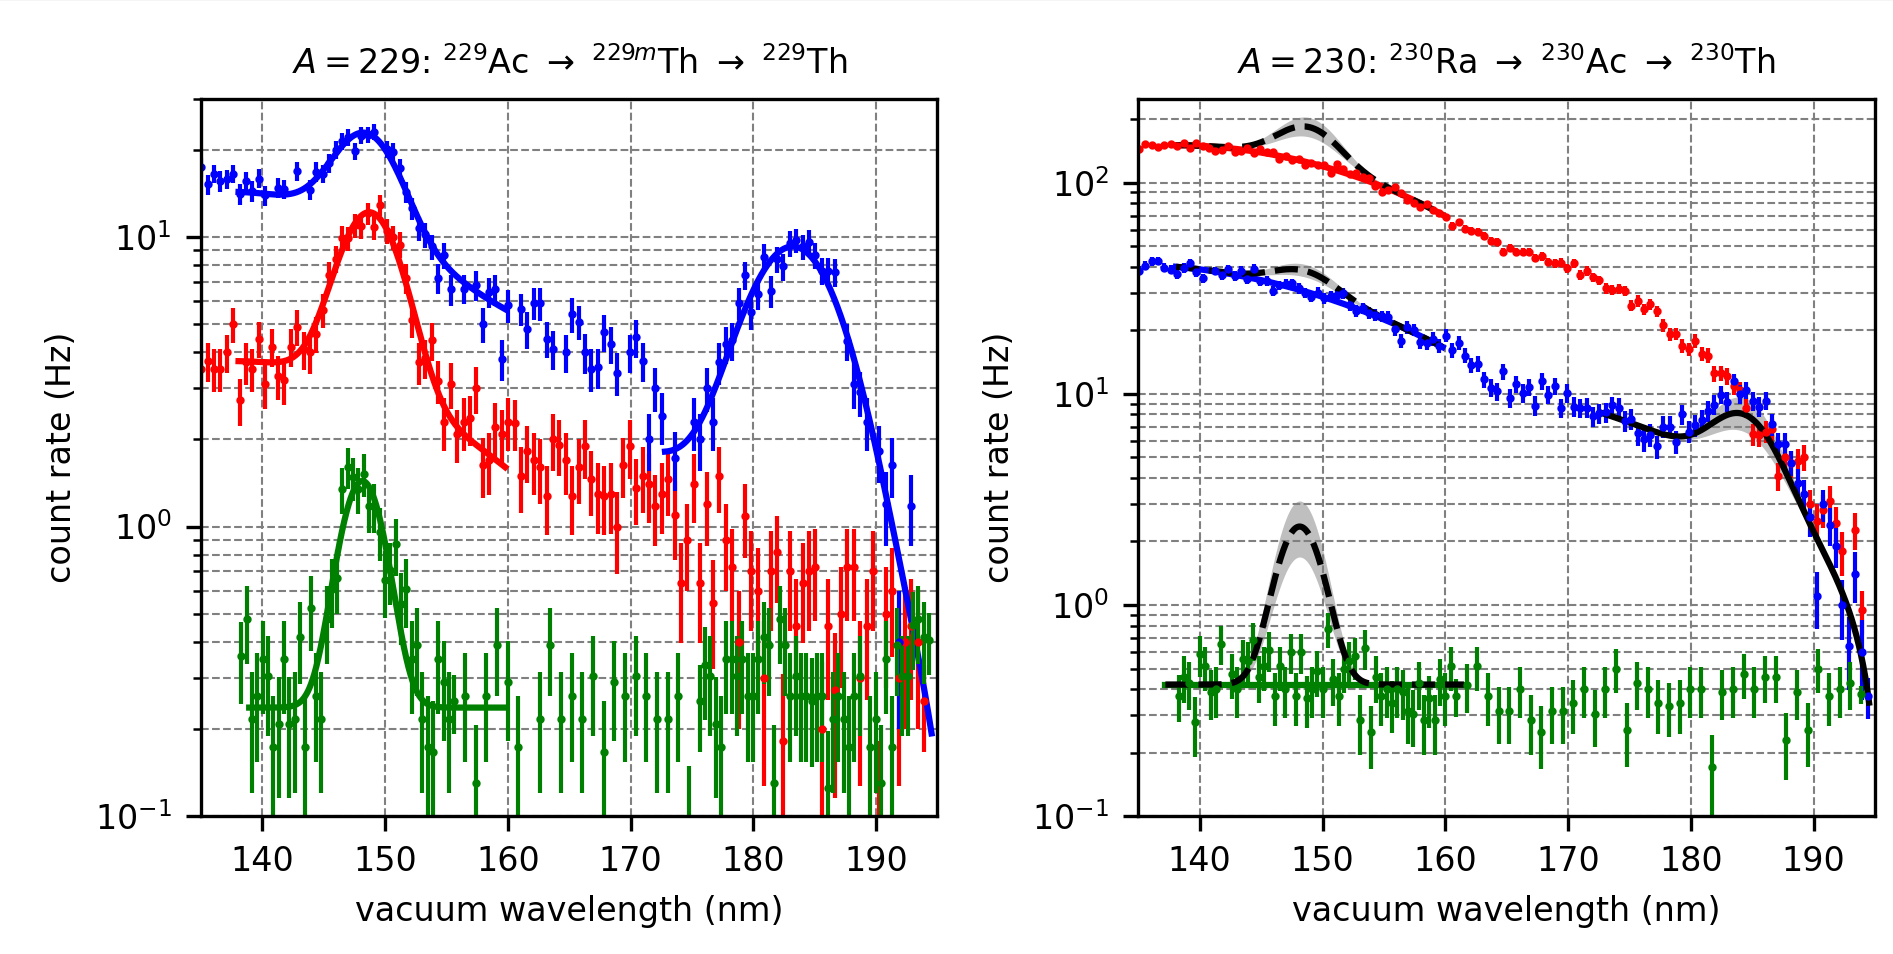 A = 229: ²²⁹Ac → ²²⁹ᵐTh → ²²⁹Th
count rate (Hz)
10¹
10⁰
10⁻¹
140 150 160 170 180 190
vacuum wavelength (nm)
A = 230: ²³⁰Ra → ²³⁰Ac → ²³⁰Th
count rate (Hz)
10²
10¹
10⁰
10⁻¹
140 150 160 170 180 190
vacuum wavelength (nm)